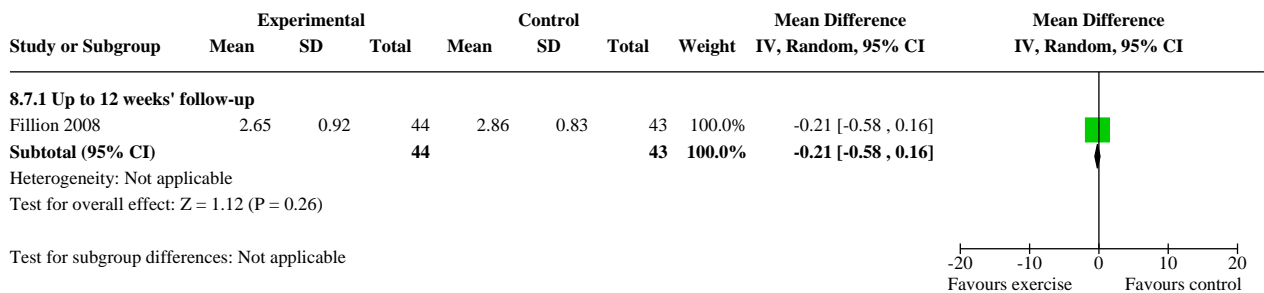 Experimental Control Mean Difference Mean Difference
Study or Subgroup Mean SD Total Mean SD Total Weight IV, Random, 95% CI IV, Random, 95% CI
8.7.1 Up to 12 weeks' follow-up
Fillion 2008 2.65 0.92 44 2.86 0.83 43 100.0% -0.21 [-0.58 , 0.16]
Subtotal (95% CI) 44 43 100.0% -0.21 [-0.58 , 0.16]
Heterogeneity: Not applicable
Test for overall effect: Z = 1.12 (P = 0.26)
Test for subgroup differences: Not applicable
-20 -10 0 10 20
Favours exercise Favours control